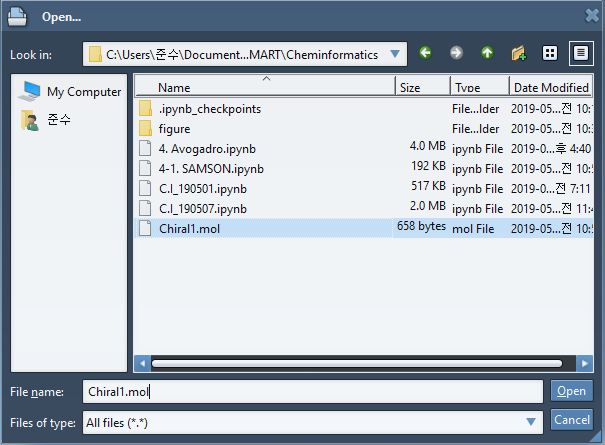 Open...
Look in: C:\Users\준수\Document...MART\Cheminformatics
My Computer
준수
Name Size Type Date Modified
.ipynb_checkpoints File...lder 2019-05...전 10:
figure File...lder 2019-05...전 10:
4. Avogadro.ipynb 4.0 MB ipynb File 2019-0...후 4:40
4-1. SAMSON.ipynb 192 KB ipynb File 2019-05...전 10:
C.I_190501.ipynb 517 KB ipynb File 2019-0...전 7:11
C.I_190507.ipynb 2.0 MB ipynb File 2019-05...전 11:
Chiral1.mol 658 bytes mol File 2019-05...전 10:
File name: Chiral1.mol Open
Files of type: All files (*.*) Cancel